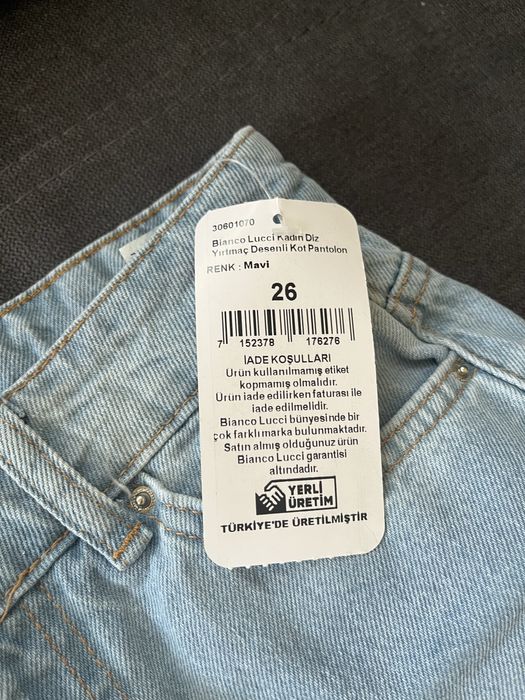 30601070
Bianco Lucci Kadın Diz
Yırtmaç Desenli Kot Pantolon
RENK : Mavi
26
7 152378 176276
İADE KOŞULLARI
Ürün kullanılmamış etiket
kopmamış olmalıdır.
Ürün iade edilirken faturası ile
iade edilmelidir.
Bianco Lucci bünyesinde bir
çok farklı marka bulunmaktadır.
Satın almış olduğunuz ürün
Bianco Lucci garantisi
altındadır.
YERLİ
ÜRETİM
TÜRKİYE'DE ÜRETİLMİŞTİR